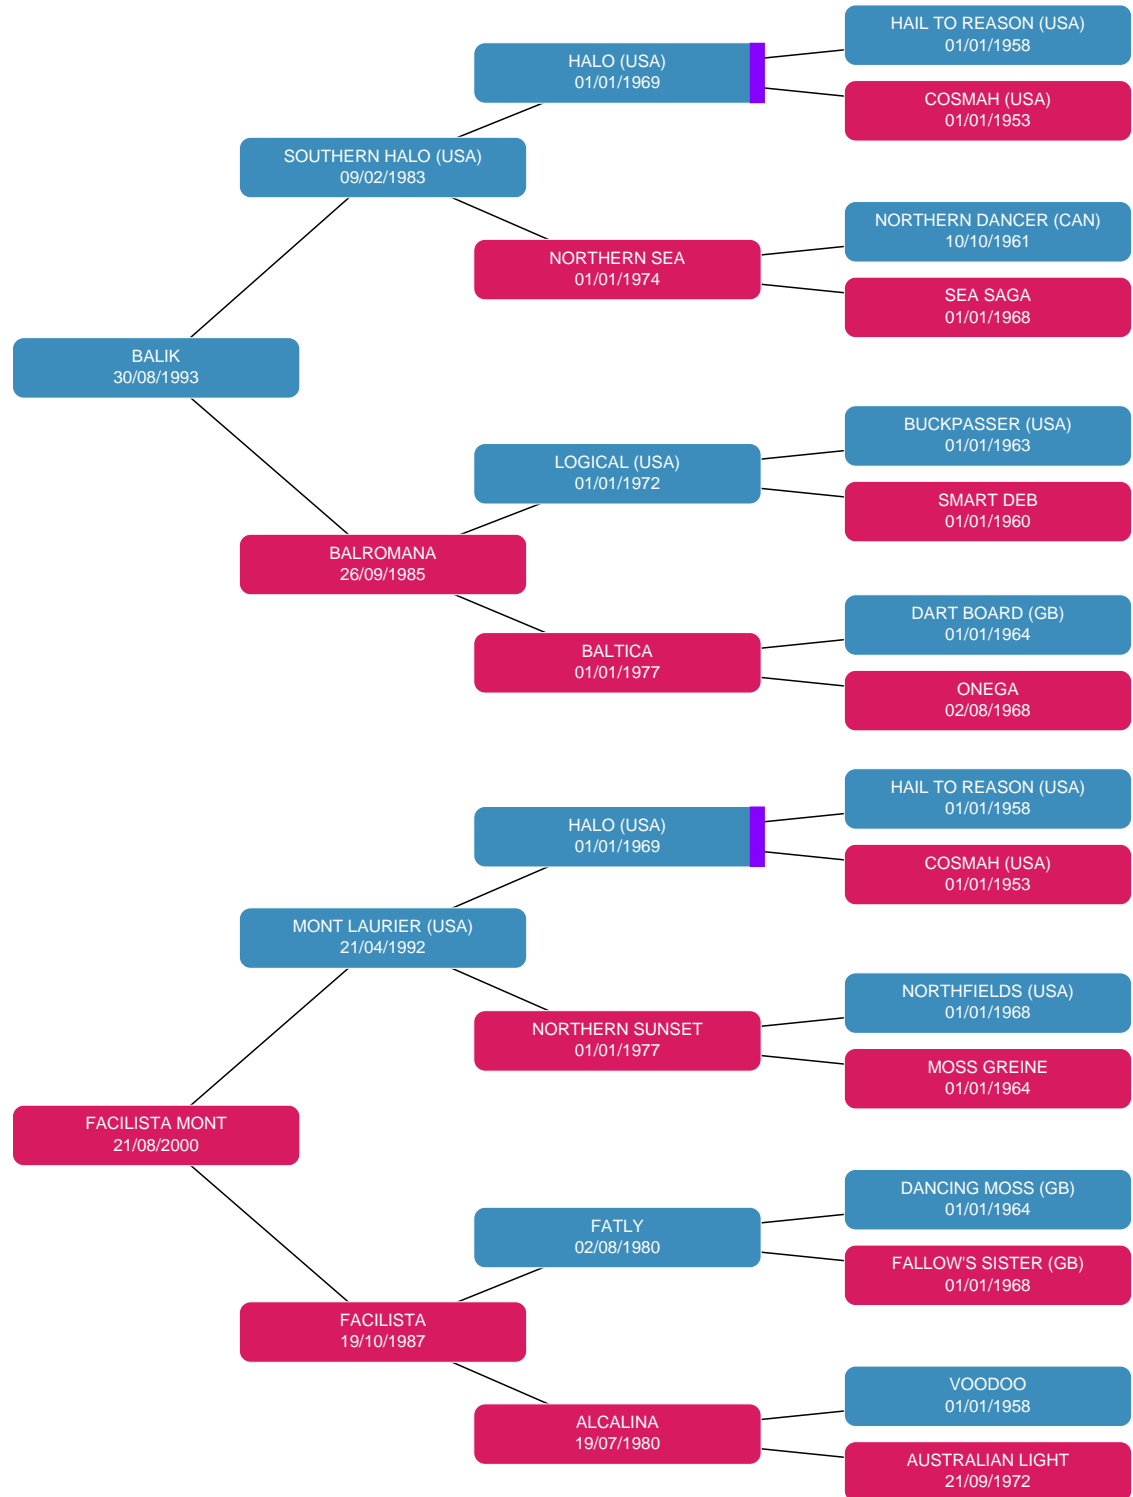 HAIL TO REASON (USA)
01/01/1958
HALO (USA)
01/01/1969
COSMAH (USA)
01/01/1953
SOUTHERN HALO (USA)
09/02/1983
NORTHERN DANCER (CAN)
10/10/1961
NORTHERN SEA
01/01/1974
SEA SAGA
01/01/1968
BALIK
30/08/1993
BUCKPASSER (USA)
01/01/1963
LOGICAL (USA)
01/01/1972
SMART DEB
01/01/1960
BALROMANA
26/09/1985
DART BOARD (GB)
01/01/1964
BALTICA
01/01/1977
ONEGA
02/08/1968
HAIL TO REASON (USA)
01/01/1958
HALO (USA)
01/01/1969
COSMAH (USA)
01/01/1953
MONT LAURIER (USA)
21/04/1992
NORTHFIELDS (USA)
01/01/1968
NORTHERN SUNSET
01/01/1977
MOSS GREINE
01/01/1964
FACILISTA MONT
21/08/2000
DANCING MOSS (GB)
01/01/1964
FATLY
02/08/1980
FALLOW'S SISTER (GB)
01/01/1968
FACILISTA
19/10/1987
VOODOO
01/01/1958
ALCALINA
19/07/1980
AUSTRALIAN LIGHT
21/09/1972